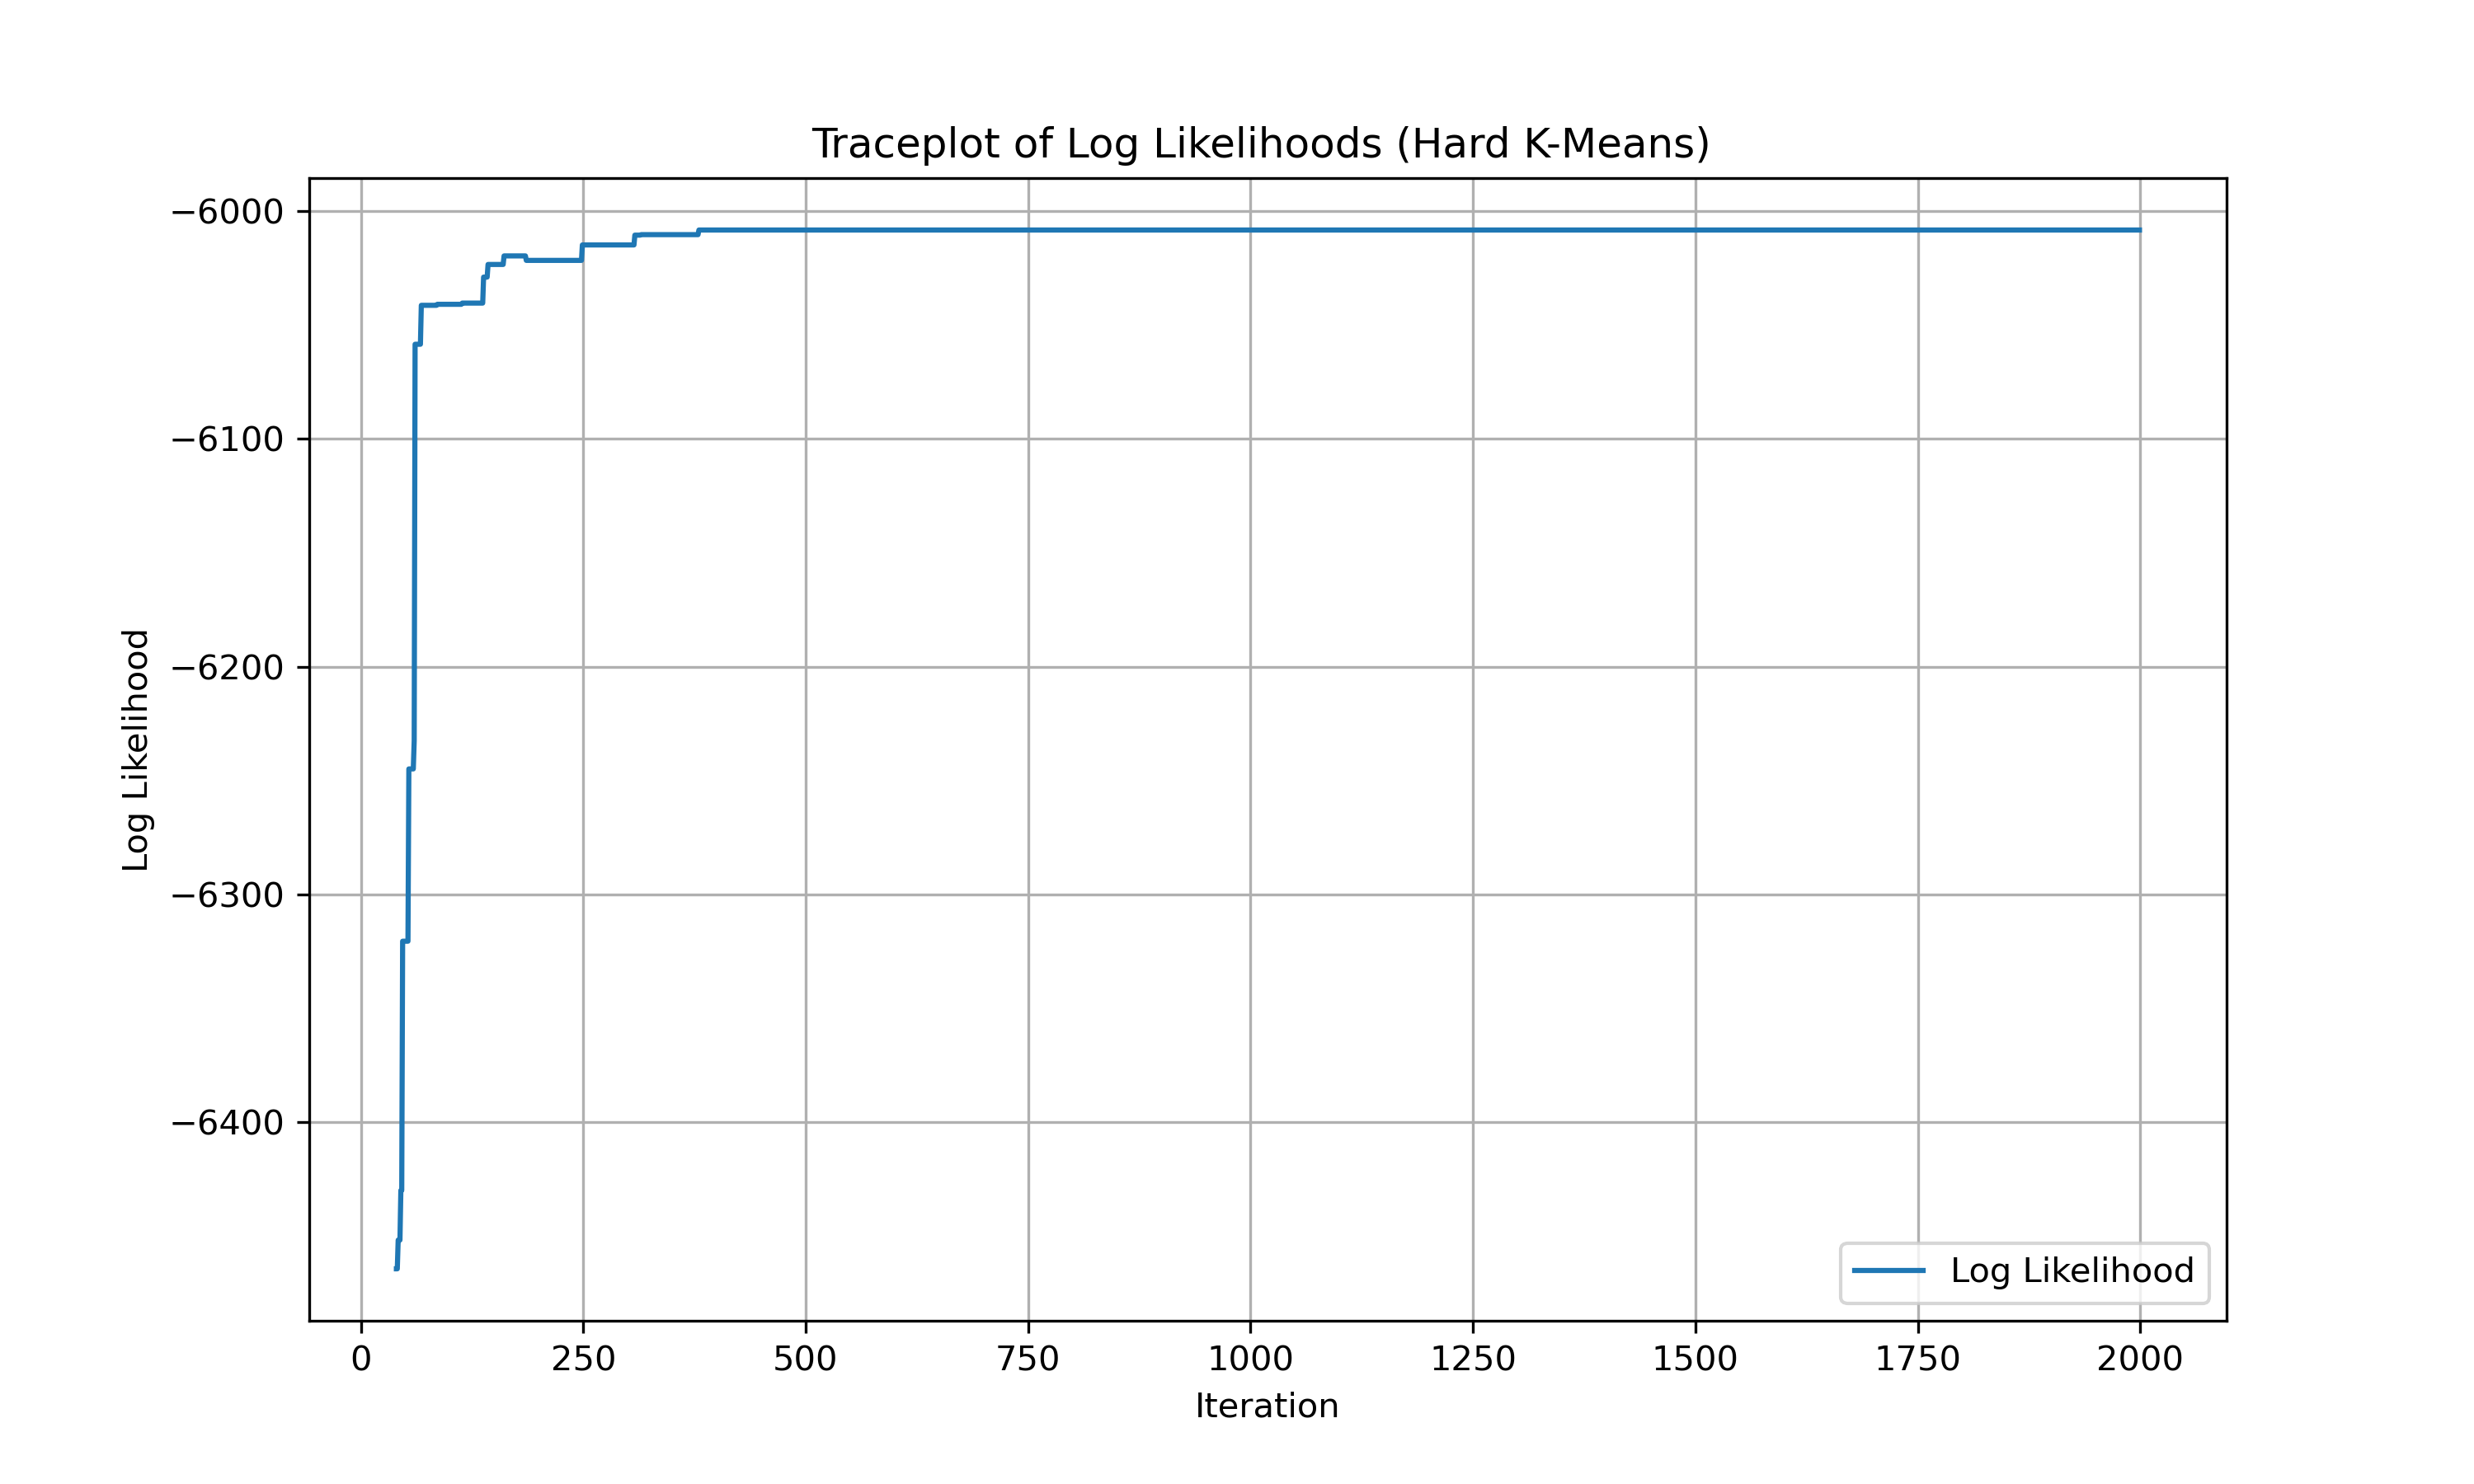 Traceplot of Log Likelihoods (Hard K-Means)
−6000
−6100
−6200
−6300
−6400
Log Likelihood
Log Likelihood
0 250 500 750 1000 1250 1500 1750 2000
Iteration